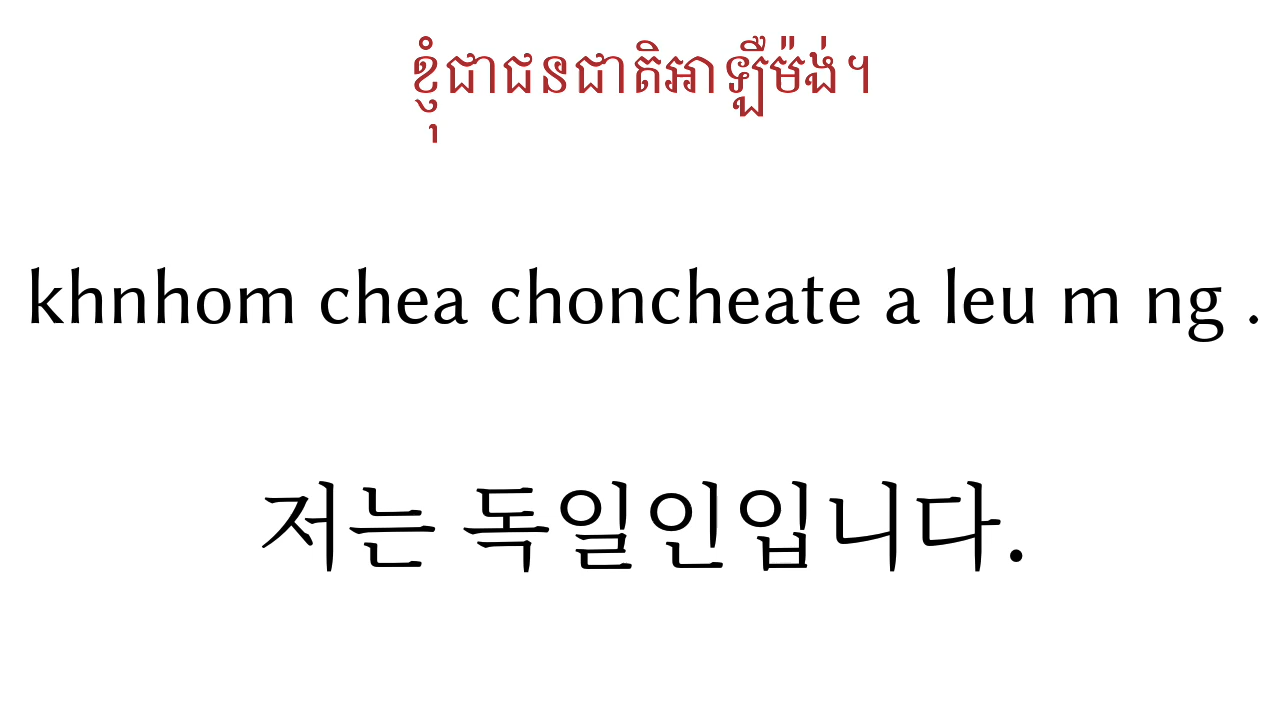 ខ្ញុំជាជនជាតិអាឡឺម៉ង់។
khnhom chea choncheate a leu m ng .
저는 독일인입니다.